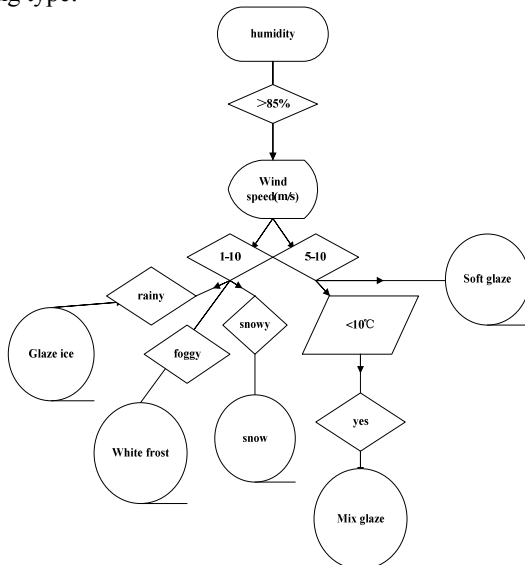 ng type.
humidity
>85%
Wind
speed(m/s)
1-10
5-10
Soft glaze
rainy
snowy
<10℃
Glaze ice
foggy
yes
White frost
snow
Mix glaze